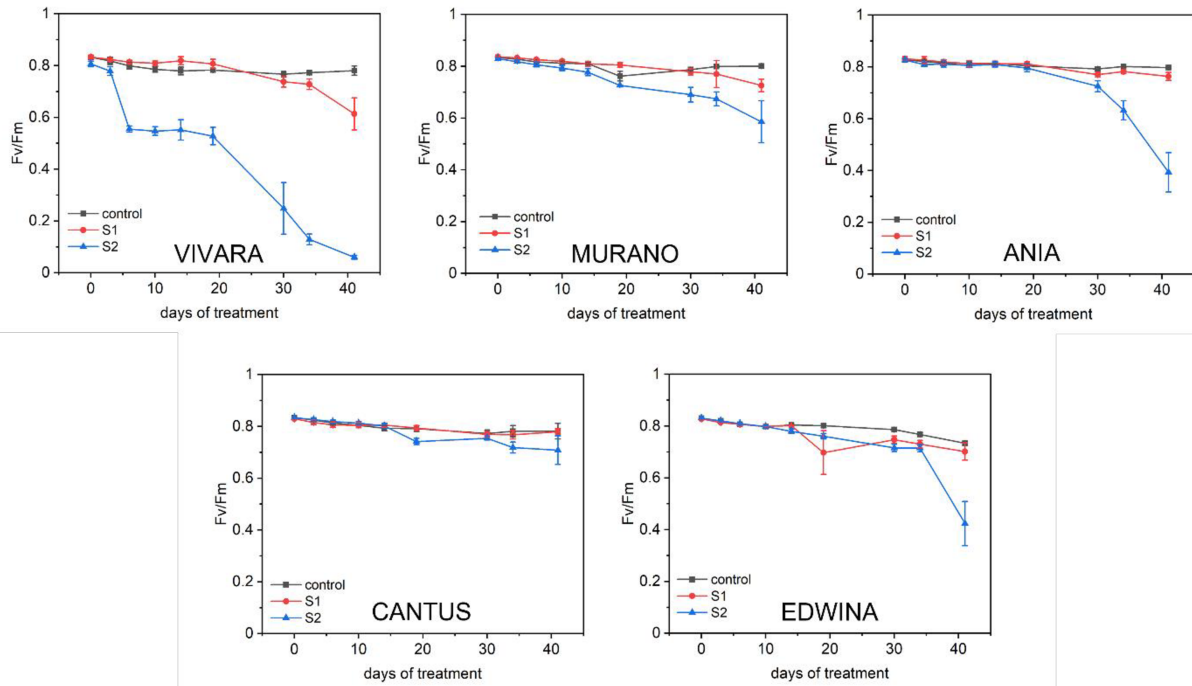 1
0.8
0.6
0.4
0.2
0
Fv/Fm
control
S1
S2
VIVARA
0 10 20 30 40
days of treatment
1
0.8
0.6
0.4
0.2
0
Fv/Fm
control
S1
S2
MURANO
0 10 20 30 40
days of treatment
1
0.8
0.6
0.4
0.2
0
Fv/Fm
control
S1
S2
ANIA
0 10 20 30 40
days of treatment
1
0.8
0.6
0.4
0.2
0
Fv/Fm
control
S1
S2
CANTUS
0 10 20 30 40
days of treatment
1
0.8
0.6
0.4
0.2
0
Fv/Fm
control
S1
S2
EDWINA
0 10 20 30 40
days of treatment